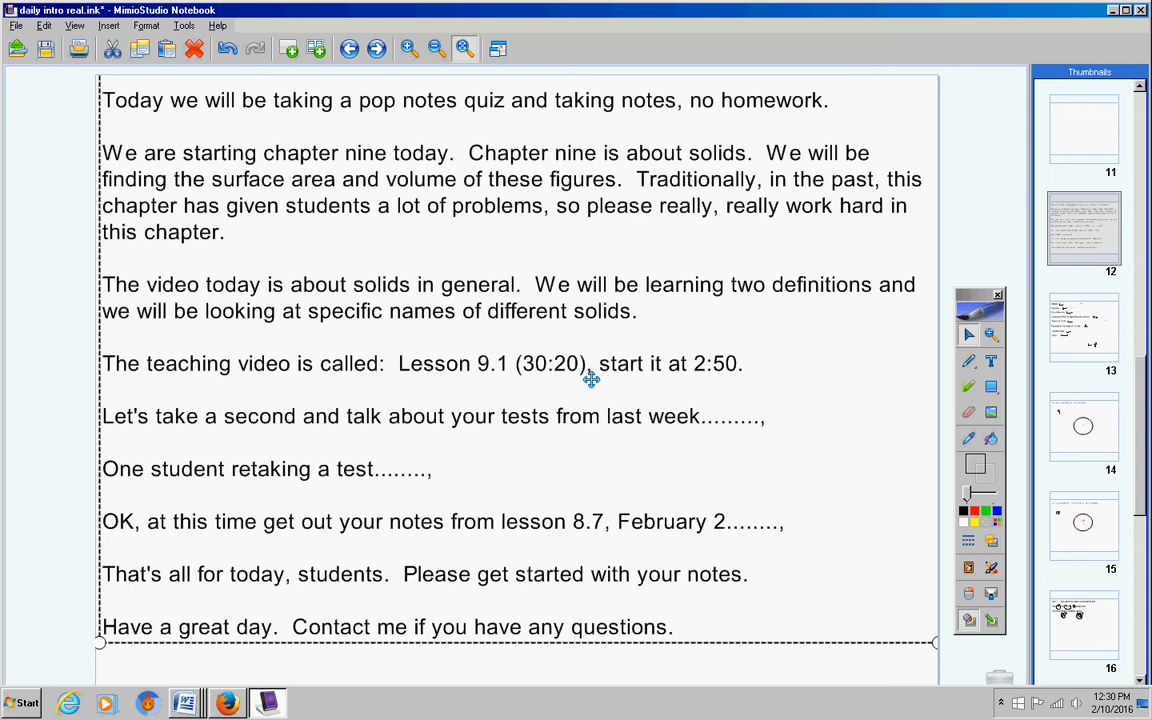 daily intro real.ink* - MimioStudio Notebook
File Edit View Insert Format Tools Help
Today we will be taking a pop notes quiz and taking notes, no homework.
We are starting chapter nine today.  Chapter nine is about solids.  We will be
finding the surface area and volume of these figures.  Traditionally, in the past, this
chapter has given students a lot of problems, so please really, really work hard in
this chapter.
The video today is about solids in general.  We will be learning two definitions and
we will be looking at specific names of different solids.
The teaching video is called:  Lesson 9.1 (30:20), start it at 2:50.
Let's take a second and talk about your tests from last week.........,
One student retaking a test........,
OK, at this time get out your notes from lesson 8.7, February 2........,
That's all for today, students.  Please get started with your notes.
Have a great day.  Contact me if you have any questions.
Thumbnails
11
12
13
14
15
16
Start
12:30 PM
2/10/2016